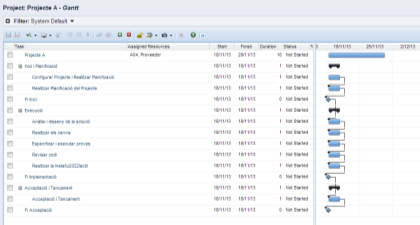 Project: Projecte A - Gantt
Filter: System Default
Task Assigned Resources Start Finish Duration Status 18/11/13 25/11/13 2/12/13
Projecte A ABA, Proveedor 18/11/13 29/11/13 10 Not Started
Inici i Planificació 18/11/13 18/11/13 1 Not Started
Configurar Projecte i Realitzar Planificació 18/11/13 18/11/13 1 Not Started
Realitzar Planificació del Projecte 18/11/13 18/11/13 1 Not Started
Fi Inici 18/11/13 18/11/13 0 Not Started
Execució 18/11/13 18/11/13 1 Not Started
Anàlisi i disseny de la solució 18/11/13 18/11/13 1 Not Started
Realitzar els canvis 18/11/13 18/11/13 1 Not Started
Especificar i executar proves 18/11/13 18/11/13 1 Not Started
Revisar codi 18/11/13 18/11/13 1 Not Started
Realitzar la 18/11/13 18/11/13 1 Not Started
Fi Implementació 18/11/13 18/11/13 0 Not Started
Acceptació i Tancament 18/11/13 18/11/13 1 Not Started
Acceptació i Tancament 18/11/13 18/11/13 1 Not Started
Fi Acceptació 18/11/13 18/11/13 0 Not Started